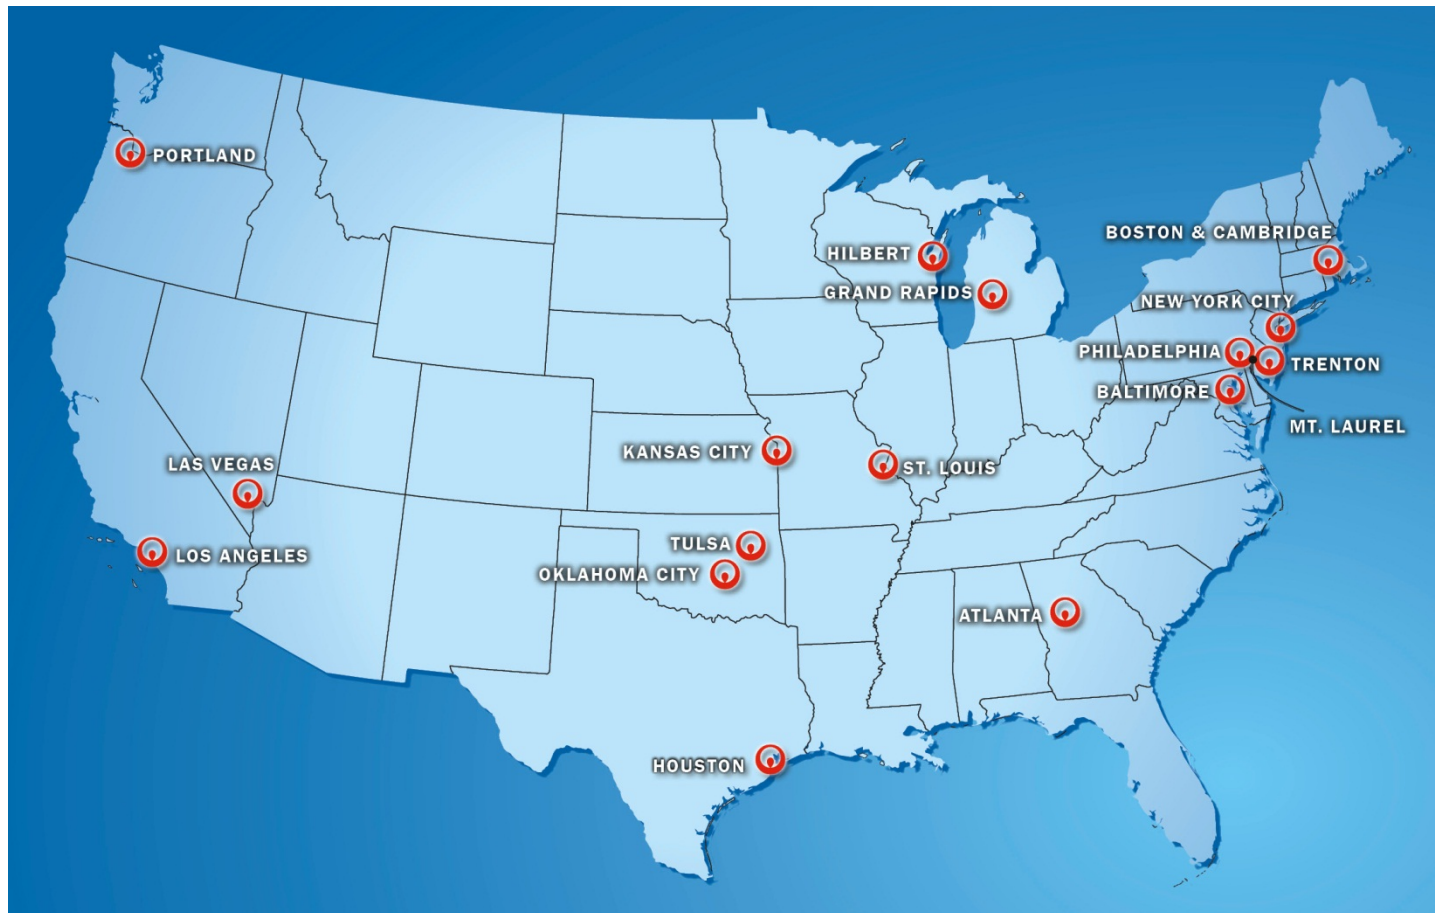 PORTLAND
BOSTON & CAMBRIDGE
HILBERT
GRAND RAPIDS
NEW YORK CITY
PHILADELPHIA
TRENTON
BALTIMORE
MT. LAUREL
KANSAS CITY
ST. LOUIS
LAS VEGAS
LOS ANGELES
TULSA
OKLAHOMA CITY
ATLANTA
HOUSTON